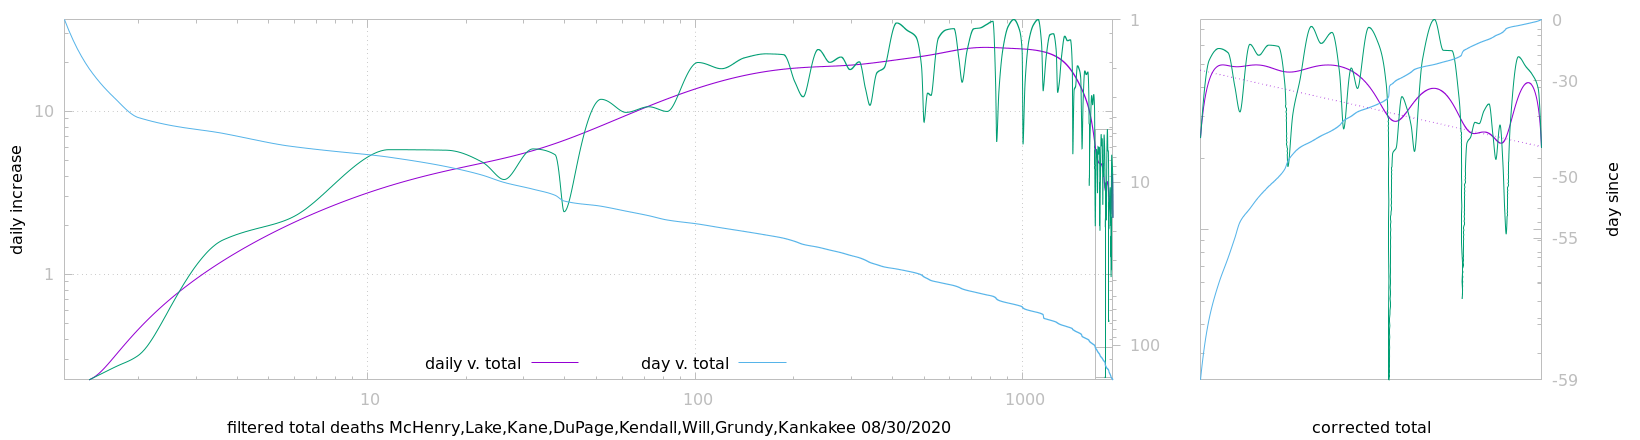 daily increase
10
1
daily v. total
day v. total
10
100
1000
1
10
100
filtered total deaths McHenry,Lake,Kane,DuPage,Kendall,Will,Grundy,Kankakee 08/30/2020
0
-30
-50
-55
-59
day since
corrected total